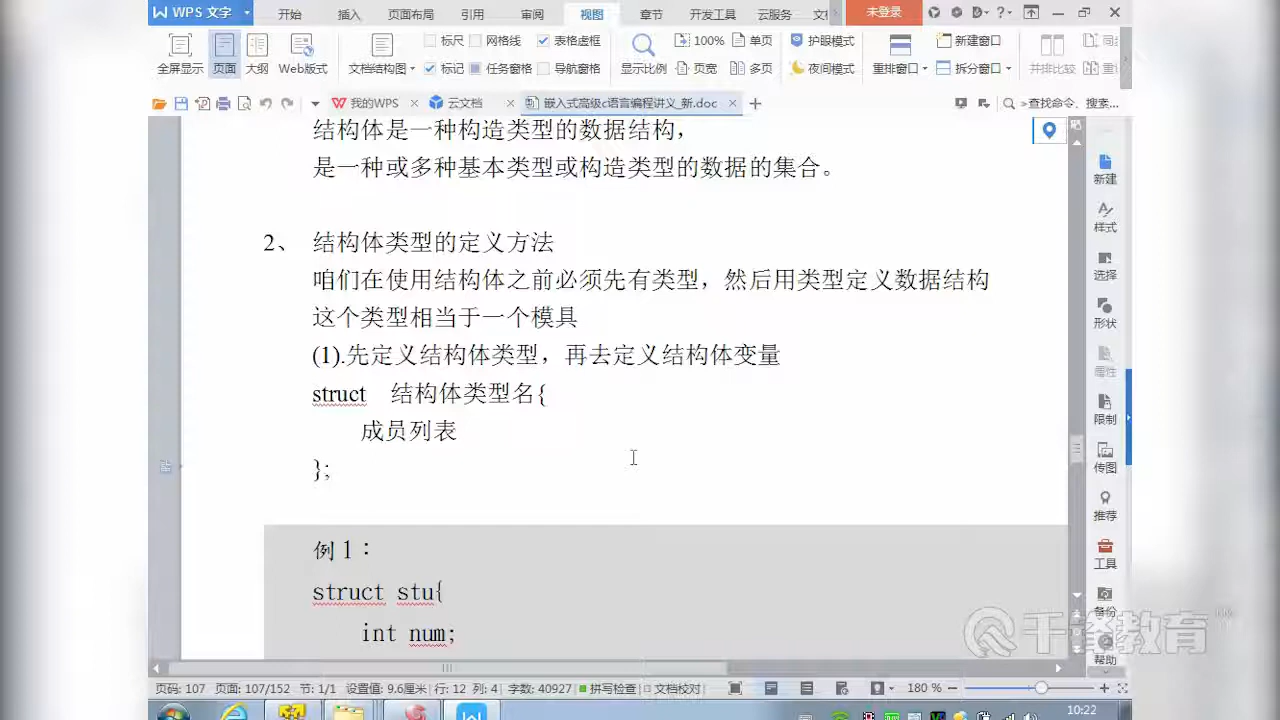 WPS 文字
开始
插入
页面布局
引用
审阅
视图
章节
开发工具
云服务
未登录
标尺
网格线
表格虚框
100%
单页
护眼模式
新建窗口
全屏显示
页面
大纲
Web版式
文档结构图
标记
任务窗格
导航窗格
显示比例
页宽
多页
夜间模式
重排窗口
拆分窗口
并排比较
我的WPS
云文档
嵌入式高级c语言编程讲义_新.doc
»查找命令、搜索...
结构体是一种构造类型的数据结构，
是一种或多种基本类型或构造类型的数据的集合。
2、 结构体类型的定义方法
咱们在使用结构体之前必须先有类型，然后用类型定义数据结构
这个类型相当于一个模具
(1).先定义结构体类型，再去定义结构体变量
struct 结构体类型名{
成员列表
};
例1：
struct stu{
int num;
新建
样式
选择
形状
属性
限制
传图
推荐
工具
备份
帮助
千锋教育
页码: 107 页面: 107/152 节: 1/1 设置值: 9.6厘米 行: 12 列: 4 字数: 40927 拼写检查 文档校对
180 %
10:22